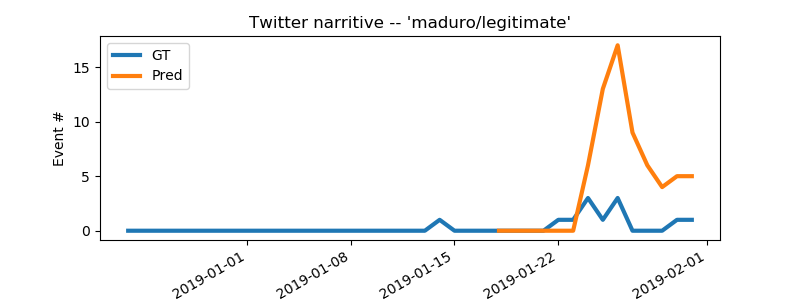 Twitter narritive -- 'maduro/legitimate'
GT
Pred
Event #
15
10
5
0
2019-01-01
2019-01-08
2019-01-15
2019-01-22
2019-02-01